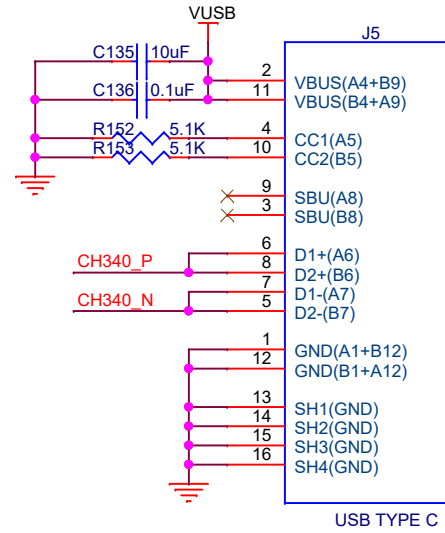 VUSB
J5
C135 10uF
2 VBUS(A4+B9)
C136 0.1uF
11 VBUS(B4+A9)
R152 5.1K
4 CC1(A5)
R153 5.1K
10 CC2(B5)
9 SBU(A8)
3 SBU(B8)
6 D1+(A6)
CH340_P
8 D2+(B6)
7 D1-(A7)
CH340_N
5 D2-(B7)
1 GND(A1+B12)
12 GND(B1+A12)
13 SH1(GND)
14 SH2(GND)
15 SH3(GND)
16 SH4(GND)
USB TYPE C